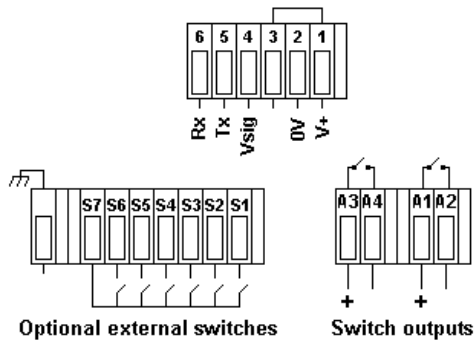 6 5 4 3 2 1
Rx Tx Vsig 0V V+
S7 S6 S5 S4 S3 S2 S1
A3 A4 A1 A2
+ +
Optional external switches
Switch outputs